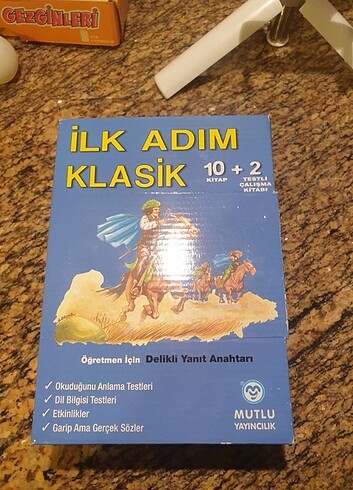 GEZGİNLERİ
İLK ADIM
KLASİK
10 + 2
KİTAP
TESTLİ
ÇALIŞMA
KİTABI
Öğretmen İçin Delikli Yanıt Anahtarı
✓ Okuduğunu Anlama Testleri
✓ Dil Bilgisi Testleri
✓ Etkinlikler
✓ Garip Ama Gerçek Sözler
MUTLU
YAYINCILIK